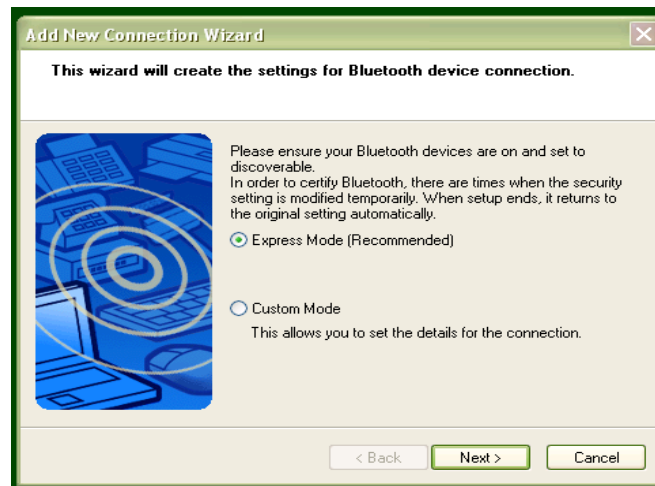 Add New Connection Wizard
This wizard will create the settings for Bluetooth device connection.
Please ensure your Bluetooth devices are on and set to
discoverable.
In order to certify Bluetooth, there are times when the security
setting is modified temporarily. When setup ends, it returns to
the original setting automatically.
Express Mode (Recommended)
Custom Mode
This allows you to set the details for the connection.
< Back Next > Cancel